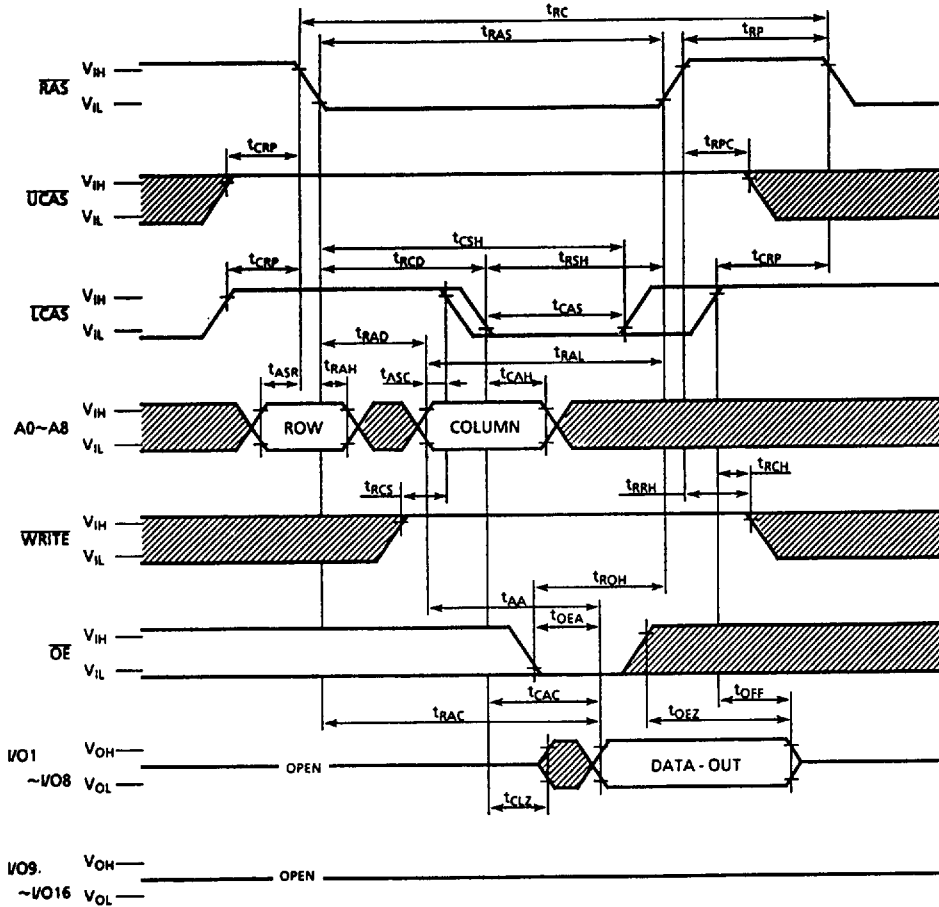 tRC
tRAS
tRP
RAS
VIH
VIL
tCRP
tRPC
UCAS
VIH
VIL
tCSH
tCRP
tRCD
tRSH
tCRP
LCAS
VIH
VIL
tCAS
tRAD
tRAL
tASR
tRAH
tASC
tCAH
A0~A8
VIH
VIL
ROW
COLUMN
tRCH
tRCS
tRRH
WRITE
VIH
VIL
tROH
tAA
tOEA
OE
VIH
VIL
tCAC
tOFF
tRAC
tOEZ
I/O1
~I/O8
VOH
VOL
OPEN
DATA - OUT
tCLZ
I/O9.
~I/O16
VOH
VOL
OPEN